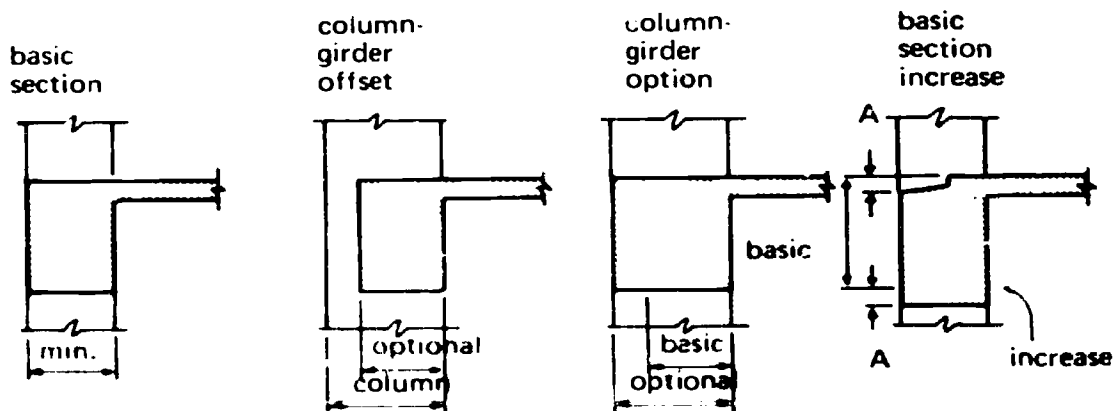 basic
section
column-
girder
offset
column-
girder
option
basic
section
increase
A
basic
min.
optional
column
basic
optional
A
increase